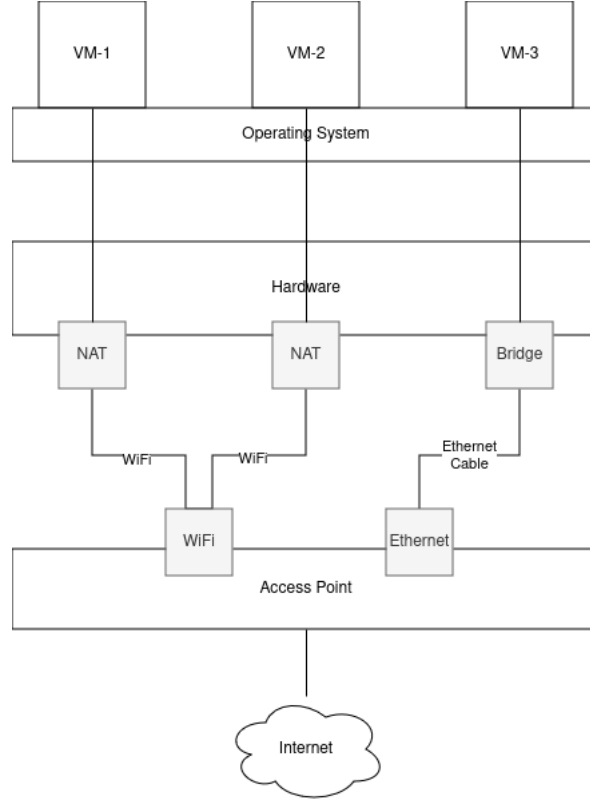 VM-1
VM-2
VM-3
Operating System
Hardware
NAT
NAT
Bridge
WiFi
WiFi
Ethernet
Cable
WiFi
Ethernet
Access Point
Internet